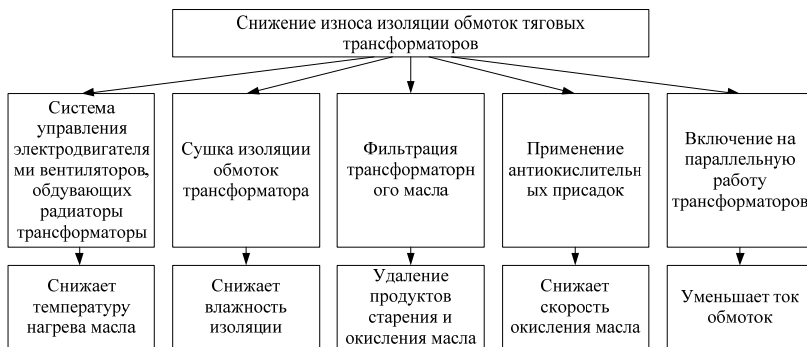 Снижение износа изоляции обмоток тяговых
трансформаторов
Система
управления
электродвигателя
ми вентиляторов,
обдувающих
радиаторы
трансформаторы
Сушка изоляции
обмоток
трансформатора
Фильтрация
трансформаторн
ого масла
Применение
антиокислительн
ых присадок
Включение на
параллельную
работу
трансформаторов
Снижает
температуру
нагрева масла
Снижает
влажность
изоляции
Удаление
продуктов
старения и
окисления масла
Снижает
скорость
окисления масла
Уменьшает ток
обмоток